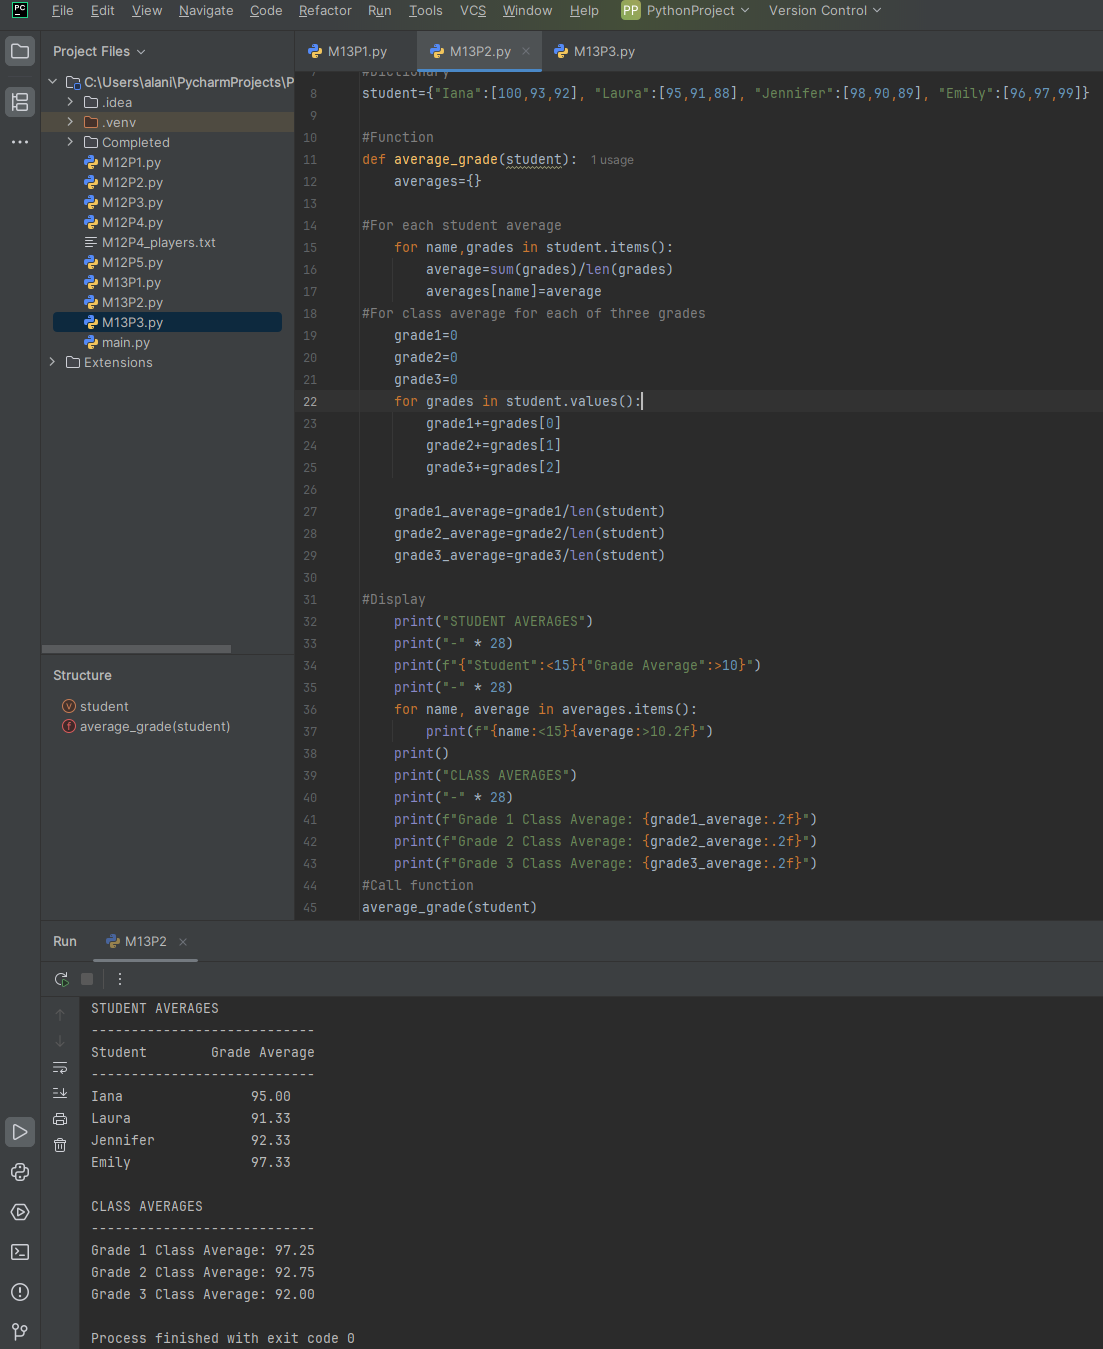 PC File Edit View Navigate Code Refactor Run Tools VCS Window Help PP PythonProject Version Control
Project Files
C:\Users\alani\PycharmProjects\P
.idea
.venv
Completed
M12P1.py
M12P2.py
M12P3.py
M12P4.py
M12P4_players.txt
M12P5.py
M13P1.py
M13P2.py
M13P3.py
main.py
Extensions
Structure
v student
f average_grade(student)
M13P1.py M13P2.py M13P3.py
7 #Dictionary
8 student={"Iana":[100,93,92], "Laura":[95,91,88], "Jennifer":[98,90,89], "Emily":[96,97,99]}
9
10 #Function
11 def average_grade(student): 1 usage
12 averages={}
13
14 #For each student average
15 for name,grades in student.items():
16 average=sum(grades)/len(grades)
17 averages[name]=average
18 #For class average for each of three grades
19 grade1=0
20 grade2=0
21 grade3=0
22 for grades in student.values():
23 grade1+=grades[0]
24 grade2+=grades[1]
25 grade3+=grades[2]
26
27 grade1_average=grade1/len(student)
28 grade2_average=grade2/len(student)
29 grade3_average=grade3/len(student)
30
31 #Display
32 print("STUDENT AVERAGES")
33 print("-" * 28)
34 print(f"{"Student":<15}{"Grade Average":>10}")
35 print("-" * 28)
36 for name, average in averages.items():
37 print(f"{name:<15}{average:>10.2f}")
38 print()
39 print("CLASS AVERAGES")
40 print("-" * 28)
41 print(f"Grade 1 Class Average: {grade1_average:.2f}")
42 print(f"Grade 2 Class Average: {grade2_average:.2f}")
43 print(f"Grade 3 Class Average: {grade3_average:.2f}")
44 #Call function
45 average_grade(student)
Run M13P2
STUDENT AVERAGES
----------------------------
Student Grade Average
----------------------------
Iana 95.00
Laura 91.33
Jennifer 92.33
Emily 97.33
CLASS AVERAGES
----------------------------
Grade 1 Class Average: 97.25
Grade 2 Class Average: 92.75
Grade 3 Class Average: 92.00
Process finished with exit code 0